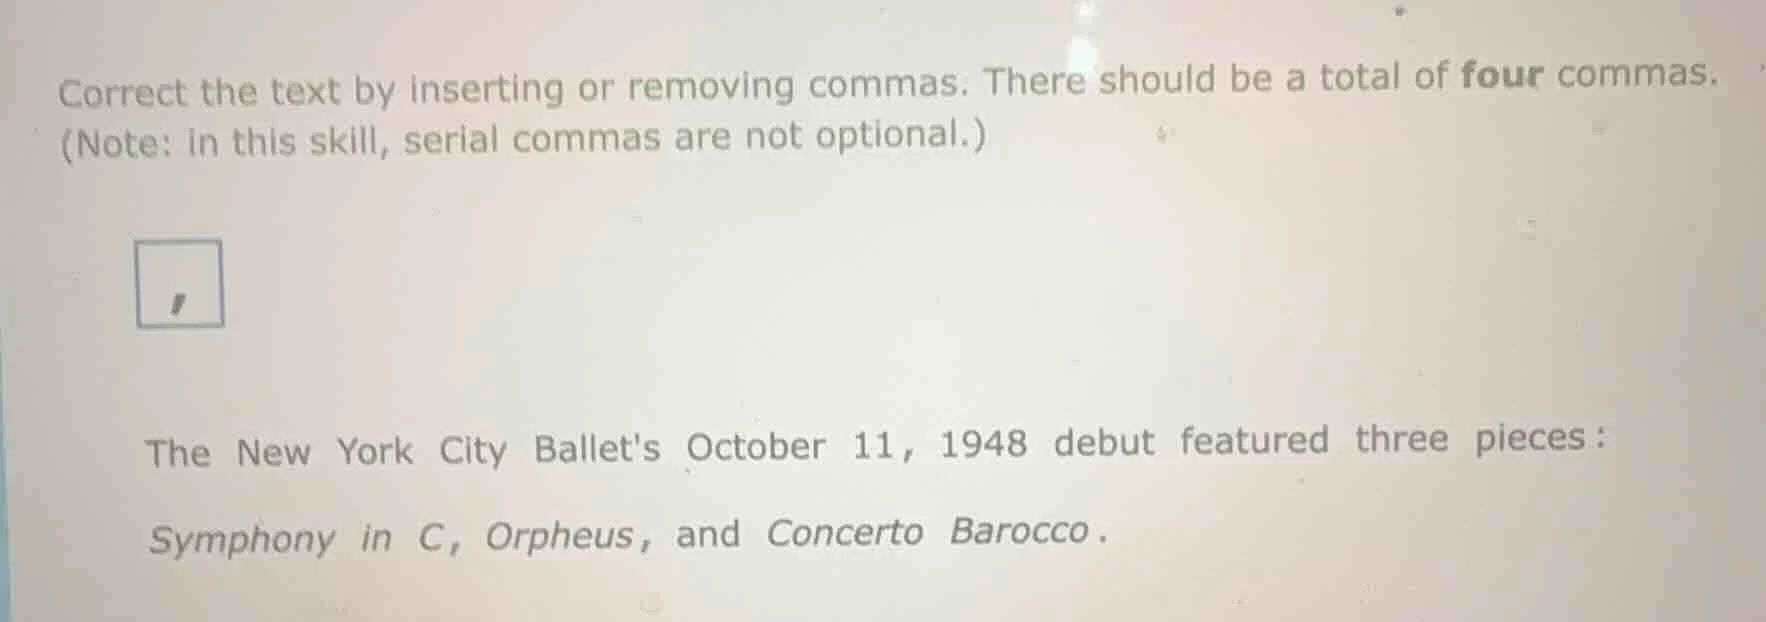 Correct the text by inserting or removing commas. There should be a total of four commas.
(Note: in this skill, serial commas are not optional.)
,
The New York City Ballet's October 11, 1948 debut featured three pieces:
Symphony in C, Orpheus, and Concerto Barocco.